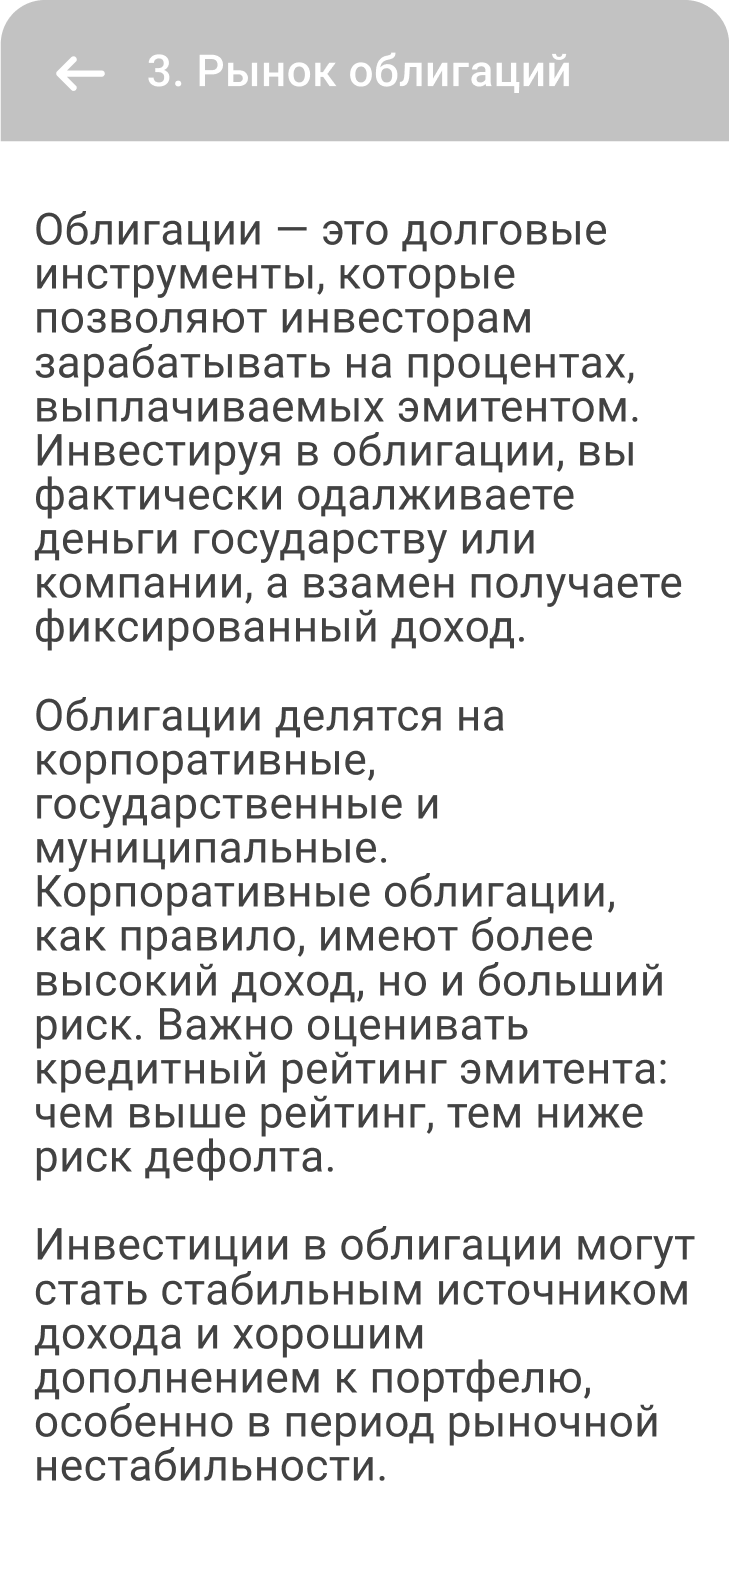 3. Рынок облигаций
Облигации — это долговые
инструменты, которые
позволяют инвесторам
зарабатывать на процентах,
выплачиваемых эмитентом.
Инвестируя в облигации, вы
фактически одалживаете
деньги государству или
компании, а взамен получаете
фиксированный доход.
Облигации делятся на
корпоративные,
государственные и
муниципальные.
Корпоративные облигации,
как правило, имеют более
высокий доход, но и больший
риск. Важно оценивать
кредитный рейтинг эмитента:
чем выше рейтинг, тем ниже
риск дефолта.
Инвестиции в облигации могут
стать стабильным источником
дохода и хорошим
дополнением к портфелю,
особенно в период рыночной
нестабильности.